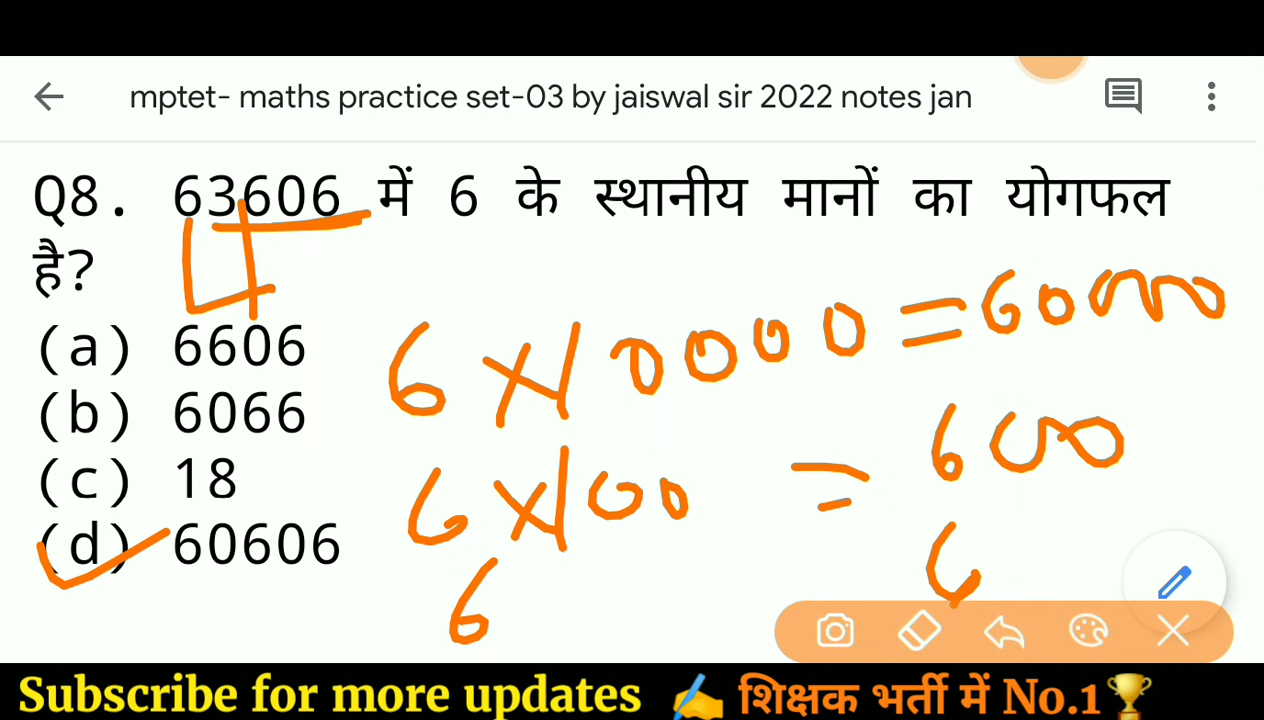 mptet- maths practice set-03 by jaiswal sir 2022 notes jan
Q8. 63606 में 6 के स्थानीय मानों का योगफल
है?
(a) 6606
6 × 10000 = 60000
(b) 6066
(c) 18
6 × 100 = 600
(d) 60606
6 6
Subscribe for more updates ✍️ शिक्षक भर्ती में No.1🏆